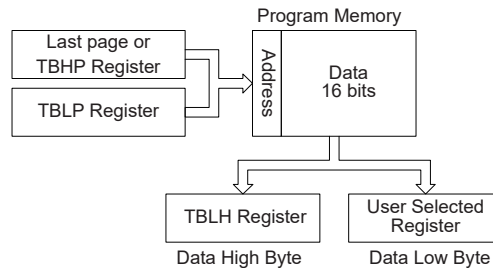 Program Memory
Last page or
TBHP Register
TBLP Register
Address
Data
16 bits
TBLH Register
User Selected
Register
Data High Byte
Data Low Byte